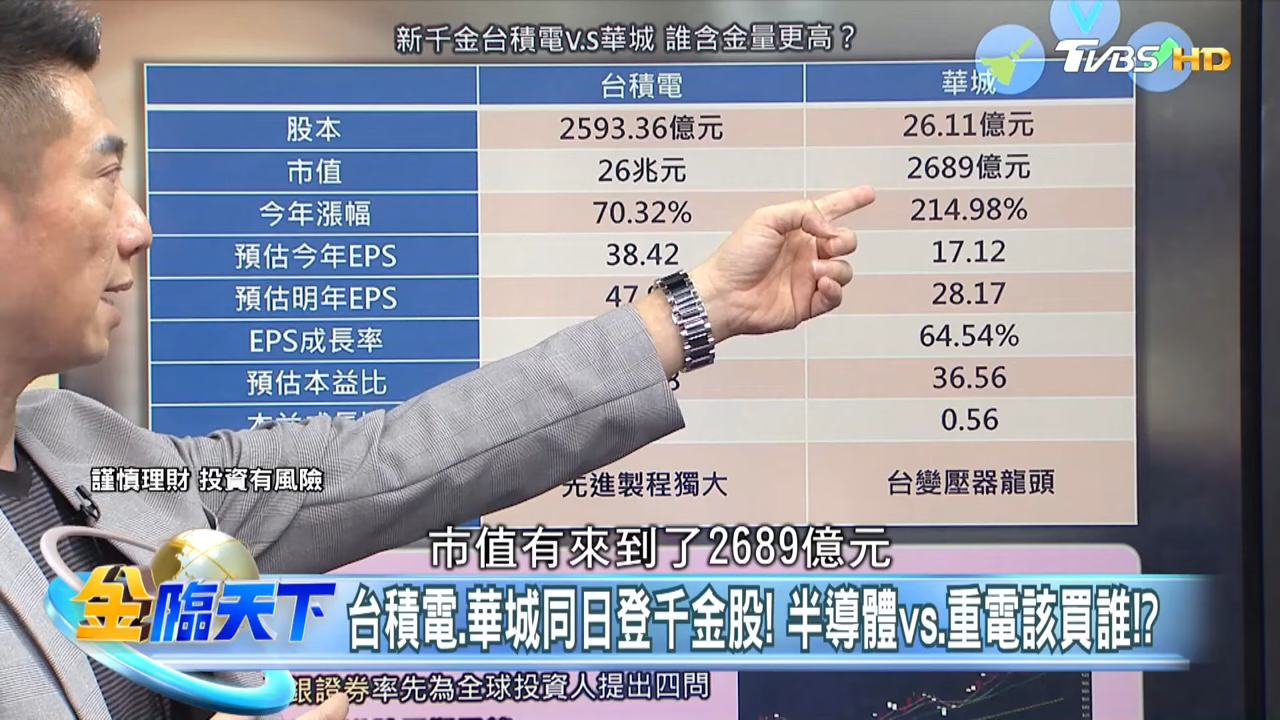 新千金台積電v.s華城 誰含金量更高？
TVBS HD
台積電 華城
股本 2593.36億元 26.11億元
市值 26兆元 2689億元
今年漲幅 70.32% 214.98%
預估今年EPS 38.42 17.12
預估明年EPS 47 28.17
EPS成長率 64.54%
預估本益比 36.56
0.56
先進製程獨大 台變壓器龍頭
謹慎理財 投資有風險
市值有來到了2689億元
金臨天下
台積電.華城同日登千金股! 半導體vs.重電該買誰!?
銀證券率先為全球投資人提出四問